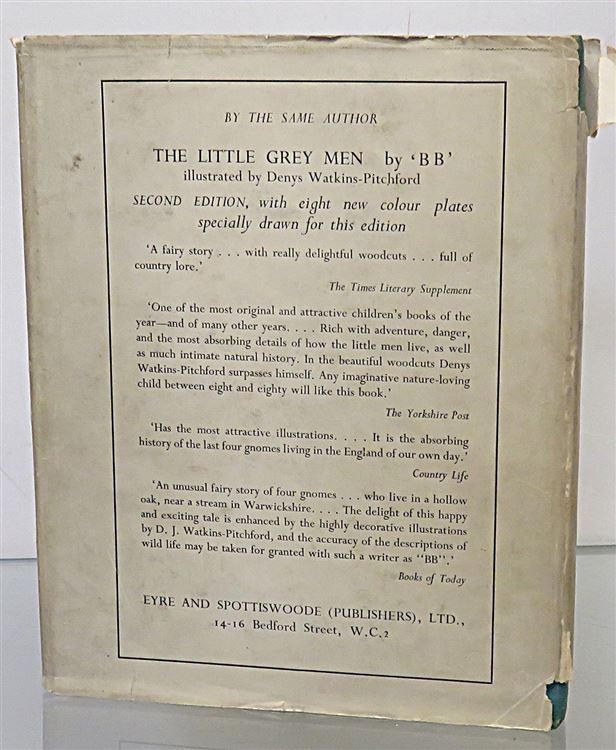 BY THE SAME AUTHOR
THE LITTLE GREY MEN by ‘BB’
illustrated by Denys Watkins-Pitchford
SECOND EDITION, with eight new colour plates
specially drawn for this edition
‘A fairy story . . . with really delightful woodcuts . . . full of
country lore.’
The Times Literary Supplement
‘One of the most original and attractive children’s books of the
year—and of many other years. . . . Rich with adventure, danger,
and the most absorbing details of how the little men live, as well
as much intimate natural history. In the beautiful woodcuts Denys
Watkins-Pitchford surpasses himself. Any imaginative nature-loving
child between eight and eighty will like this book.’
The Yorkshire Post
‘Has the most attractive illustrations. . . . It is the absorbing
history of the last four gnomes living in the England of our own day.’
Country Life
‘An unusual fairy story of four gnomes . . . who live in a hollow
oak, near a stream in Warwickshire. . . . The delight of this happy
and exciting tale is enhanced by the highly decorative illustrations
by D. J. Watkins-Pitchford, and the accuracy of the descriptions of
wild life may be taken for granted with such a writer as “BB”.’
Books of Today
EYRE AND SPOTTISWOODE (PUBLISHERS), LTD.,
14-16 Bedford Street, W.C.2